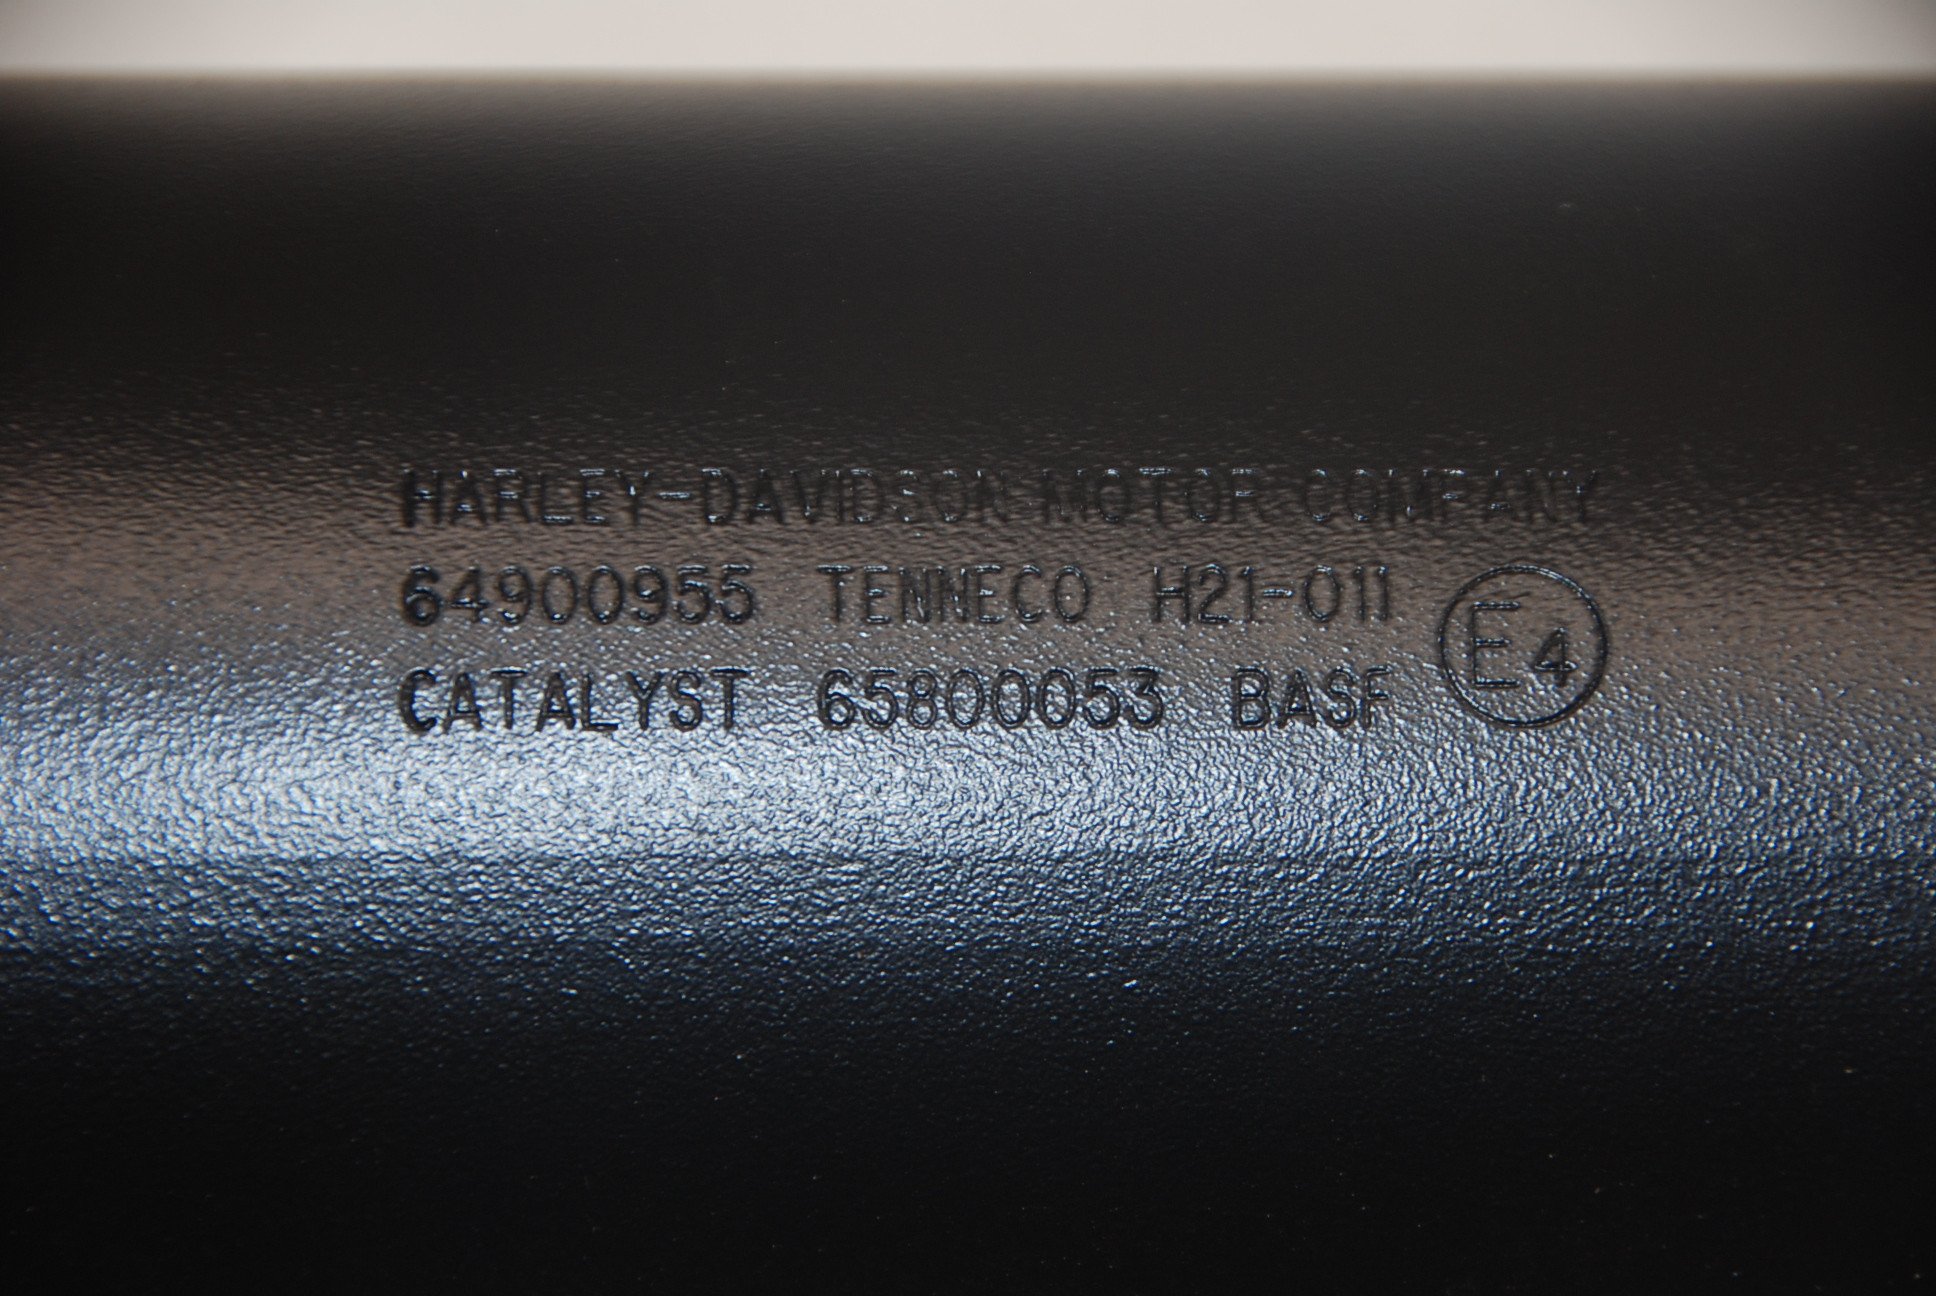 HARLEY-DAVIDSON MOTOR COMPANY
64900955 TENNECO H21-011
CATALYST 65800053 BASF
E4